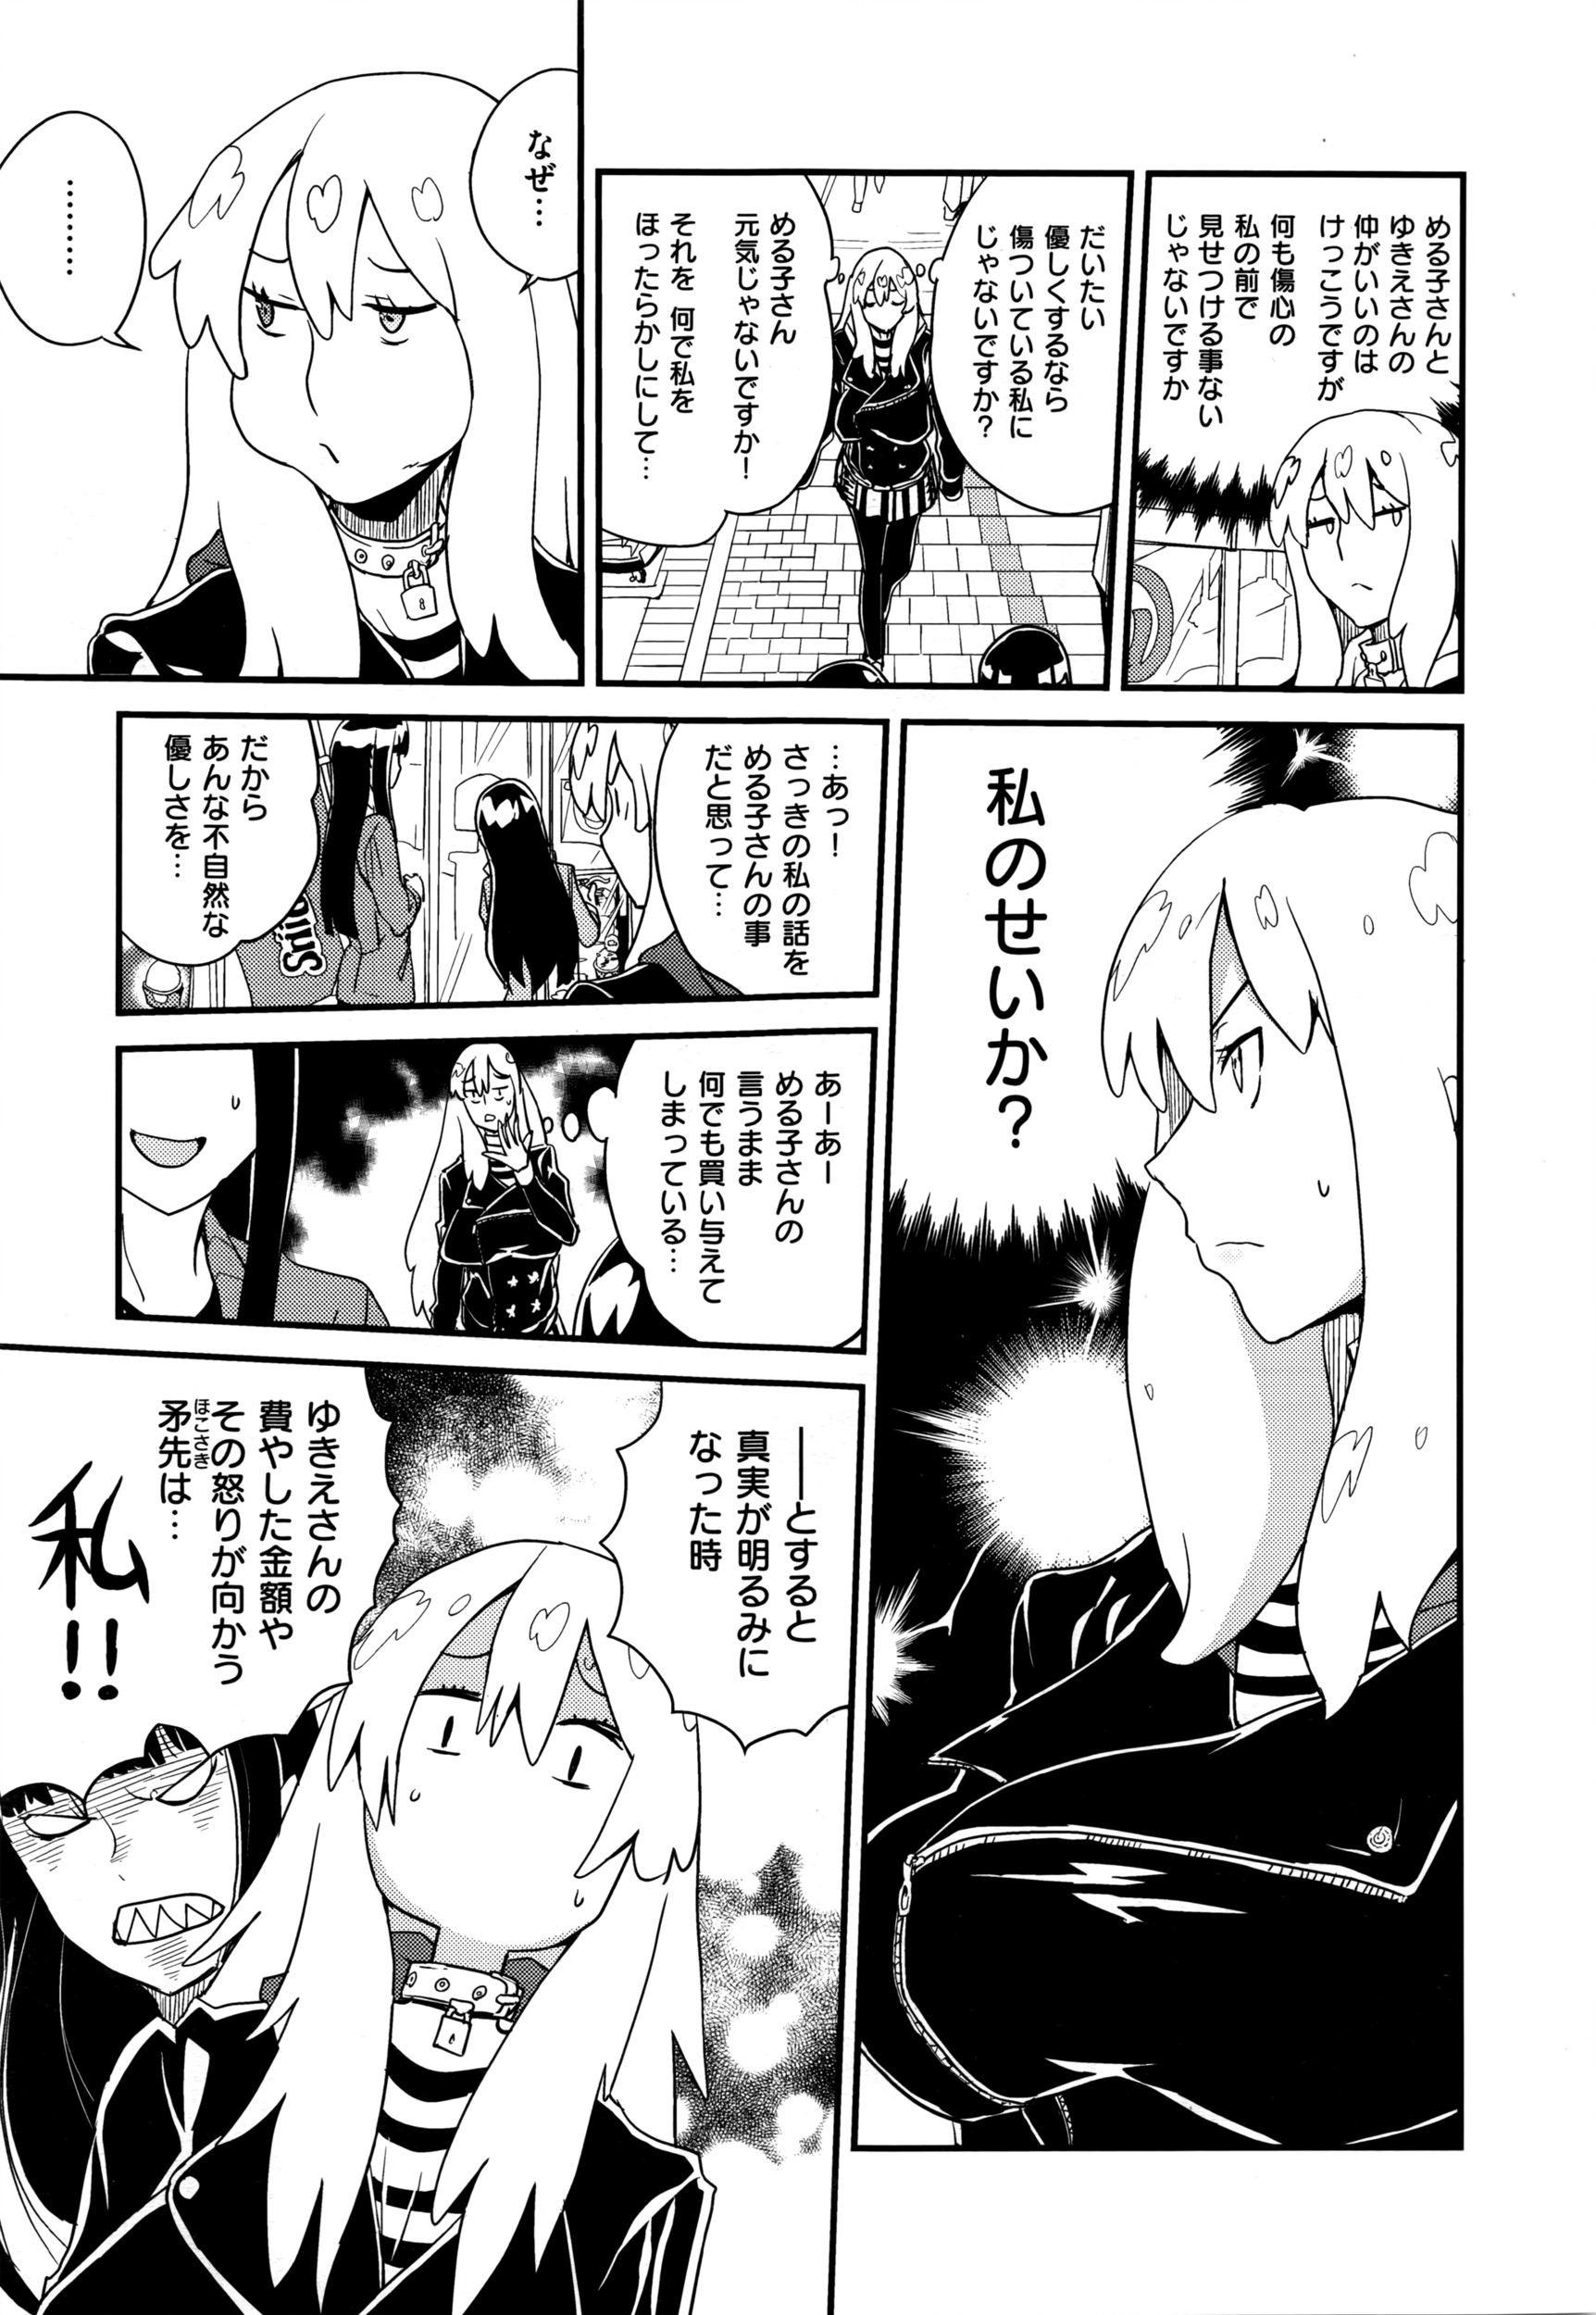 める子さんと
ゆきえさんの
仲がいいのは
けっこうですが
何も傷心の
私の前で
見せつける事ない
じゃないですか
だいたい
優しくするなら
傷ついている私に
じゃないですか？
める子さん
元気じゃないですか！
それを 何で私を
ほったらかしにして…
なぜ…
………
私のせいか？
…あっ！
さっきの私の話を
める子さんの事
だと思って…
だから
あんな不自然な
優しさを…
あーあー
める子さんの
言うまま
何でも買い与えて
しまっている…
――とすると
真実が明るみに
なった時
ゆきえさんの
費やした金額や
その怒りが向かう
矛先は…
ほこさき
私!!